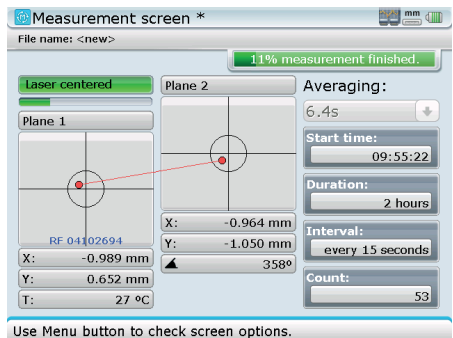 Measurement screen *
mm
File name: <new>
11% measurement finished.
Laser centered
Plane 1
RF 04102694
X: -0.989 mm
Y: 0.652 mm
T: 27 ºC
Plane 2
X: -0.964 mm
Y: -1.050 mm
358º
Averaging:
6.4s
Start time:
09:55:22
Duration:
2 hours
Interval:
every 15 seconds
Count:
53
Use Menu button to check screen options.